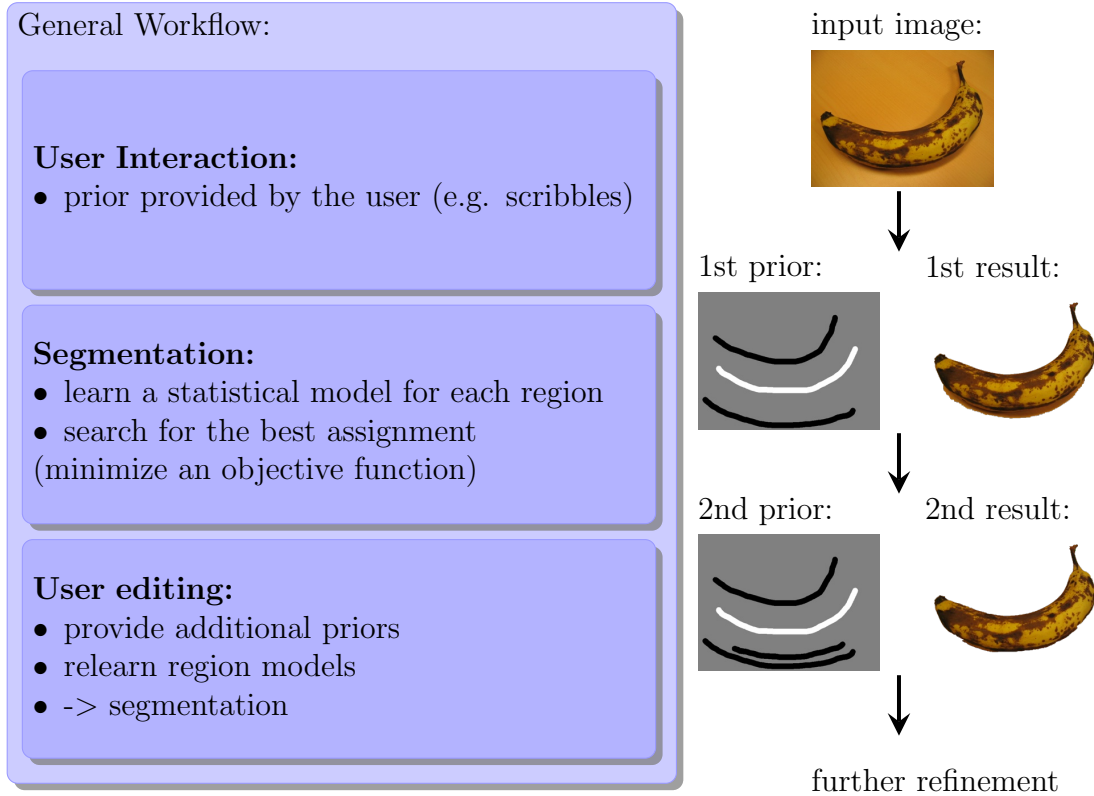 General Workflow:
User Interaction:
• prior provided by the user (e.g. scribbles)
Segmentation:
• learn a statistical model for each region
• search for the best assignment
(minimize an objective function)
User editing:
• provide additional priors
• relearn region models
• -> segmentation
input image:
1st prior:
1st result:
2nd prior:
2nd result:
further refinement